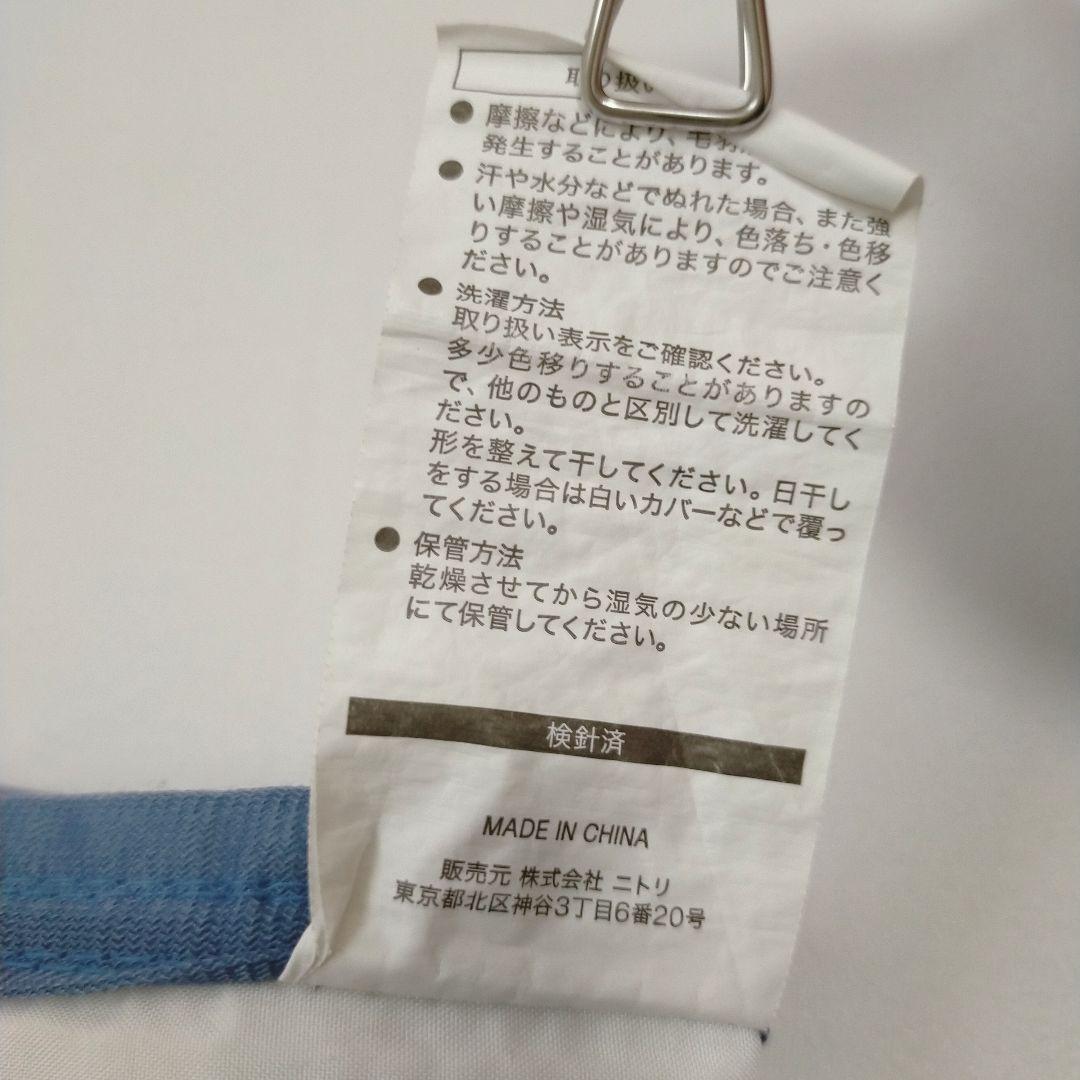 取り扱い
摩擦などにより、毛羽
発生することがあります。
汗や水分などでぬれた場合、また強
い摩擦や湿気により、色落ち・色移
りすることがありますのでご注意く
ださい。
洗濯方法
取り扱い表示をご確認ください。
多少色移りすることがありますの
で、他のものと区別して洗濯してく
ださい。
形を整えて干してください。日干し
をする場合は白いカバーなどで覆っ
てください。
保管方法
乾燥させてから湿気の少ない場所
にて保管してください。
検針済
MADE IN CHINA
販売元 株式会社 ニトリ
東京都北区神谷3丁目6番20号